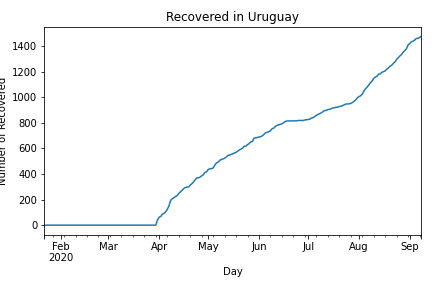 Recovered in Uruguay
Number of Recovered
1400
1200
1000
800
600
400
200
0
Feb Mar Apr May Jun Jul Aug Sep
2020
Day